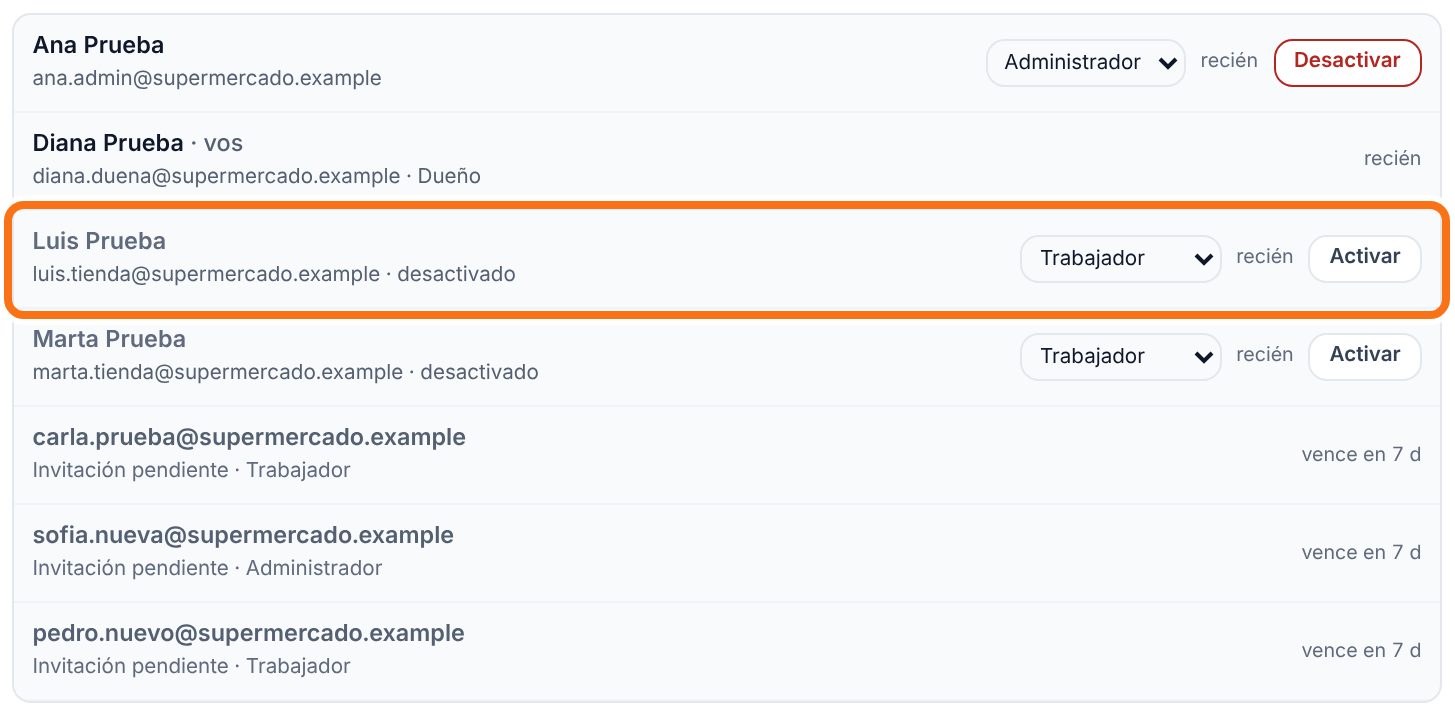 Ana Prueba
ana.admin@supermercado.example
Administrador recién Desactivar
Diana Prueba · vos
diana.duena@supermercado.example · Dueño
recién
Luis Prueba
luis.tienda@supermercado.example · desactivado
Trabajador recién Activar
Marta Prueba
marta.tienda@supermercado.example · desactivado
Trabajador recién Activar
carla.prueba@supermercado.example
Invitación pendiente · Trabajador
vence en 7 d
sofia.nueva@supermercado.example
Invitación pendiente · Administrador
vence en 7 d
pedro.nuevo@supermercado.example
Invitación pendiente · Trabajador
vence en 7 d